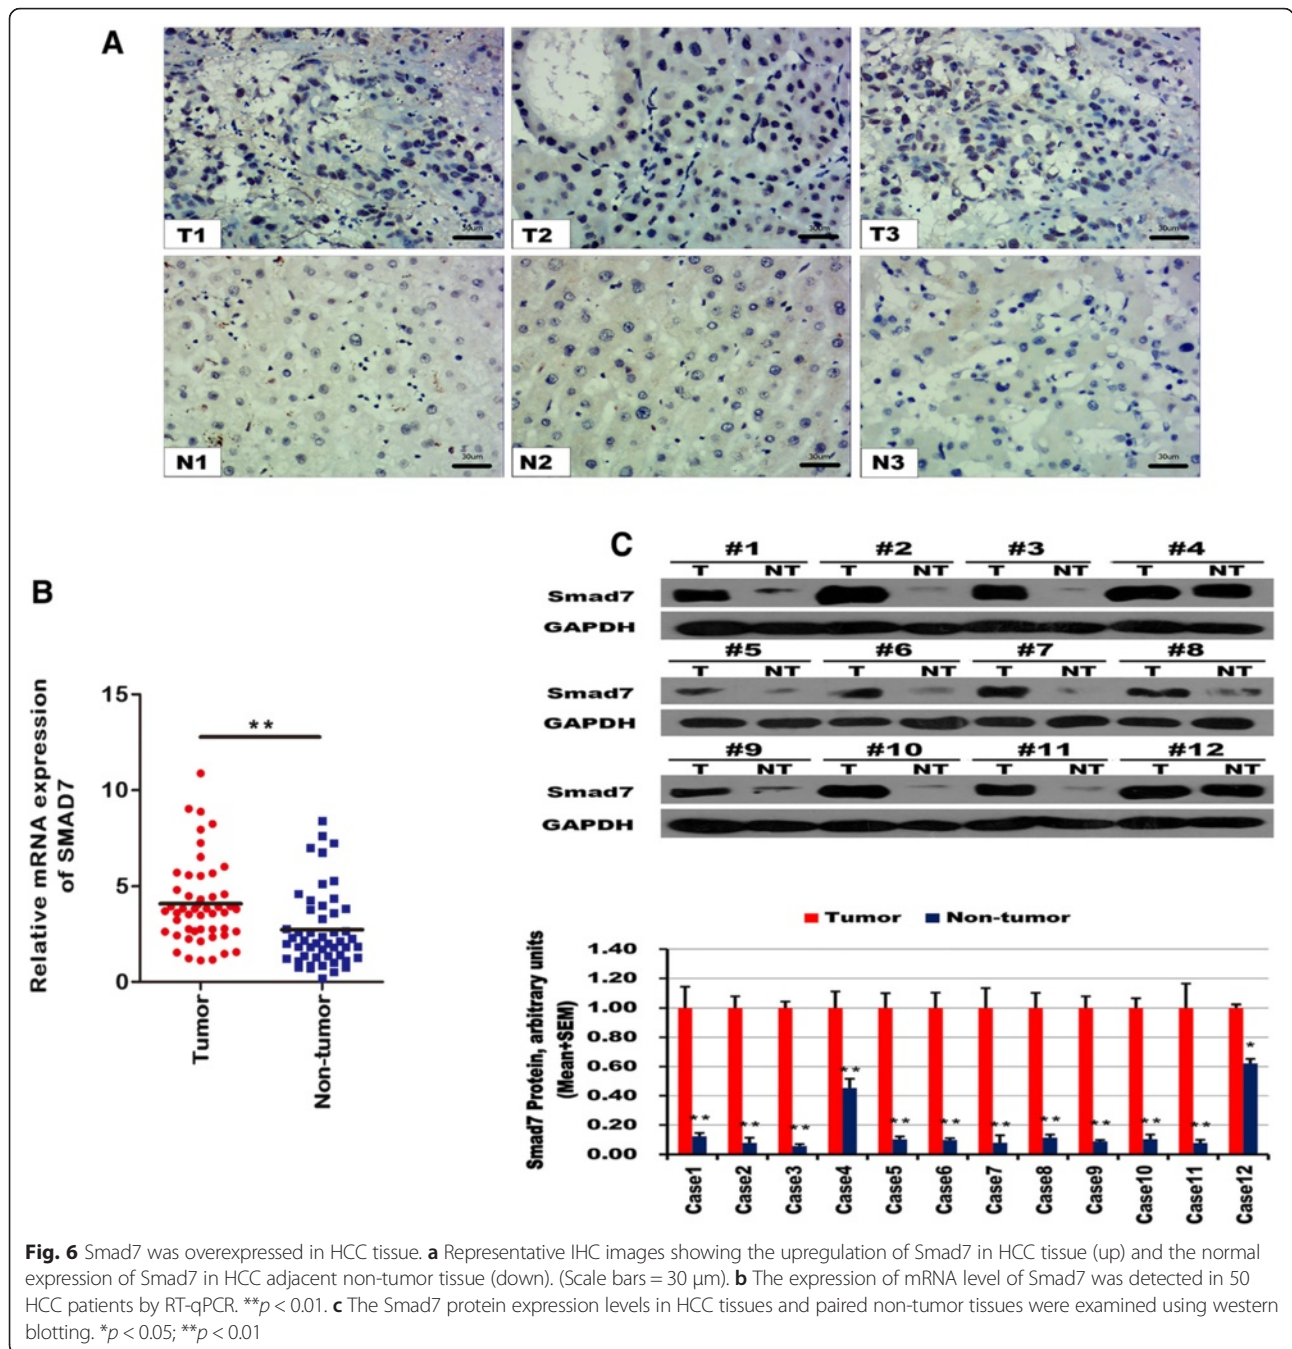 A
T1
30um
T2
30um
T3
30um
N1
30um
N2
30um
N3
30um
B
Relative mRNA expression
of SMAD7
15
10
5
0
**
Tumor
Non-tumor
C
#1 #2 #3 #4
T NT T NT T NT T NT
Smad7
GAPDH
#5 #6 #7 #8
T NT T NT T NT T NT
Smad7
GAPDH
#9 #10 #11 #12
T NT T NT T NT T NT
Smad7
GAPDH
Tumor Non-tumor
Smad7 Protein, arbitrary units
(Mean+SEM)
1.40
1.20
1.00
0.80
0.60
0.40
0.20
0.00
** ** ** ** ** ** ** ** ** ** ** *
Case1 Case2 Case3 Case4 Case5 Case6 Case7 Case8 Case9 Case10 Case11 Case12
Fig. 6 Smad7 was overexpressed in HCC tissue. a Representative IHC images showing the upregulation of Smad7 in HCC tissue (up) and the normal
expression of Smad7 in HCC adjacent non-tumor tissue (down). (Scale bars = 30 μm). b The expression of mRNA level of Smad7 was detected in 50
HCC patients by RT-qPCR. **p < 0.01. c The Smad7 protein expression levels in HCC tissues and paired non-tumor tissues were examined using western
blotting. *p < 0.05; **p < 0.01